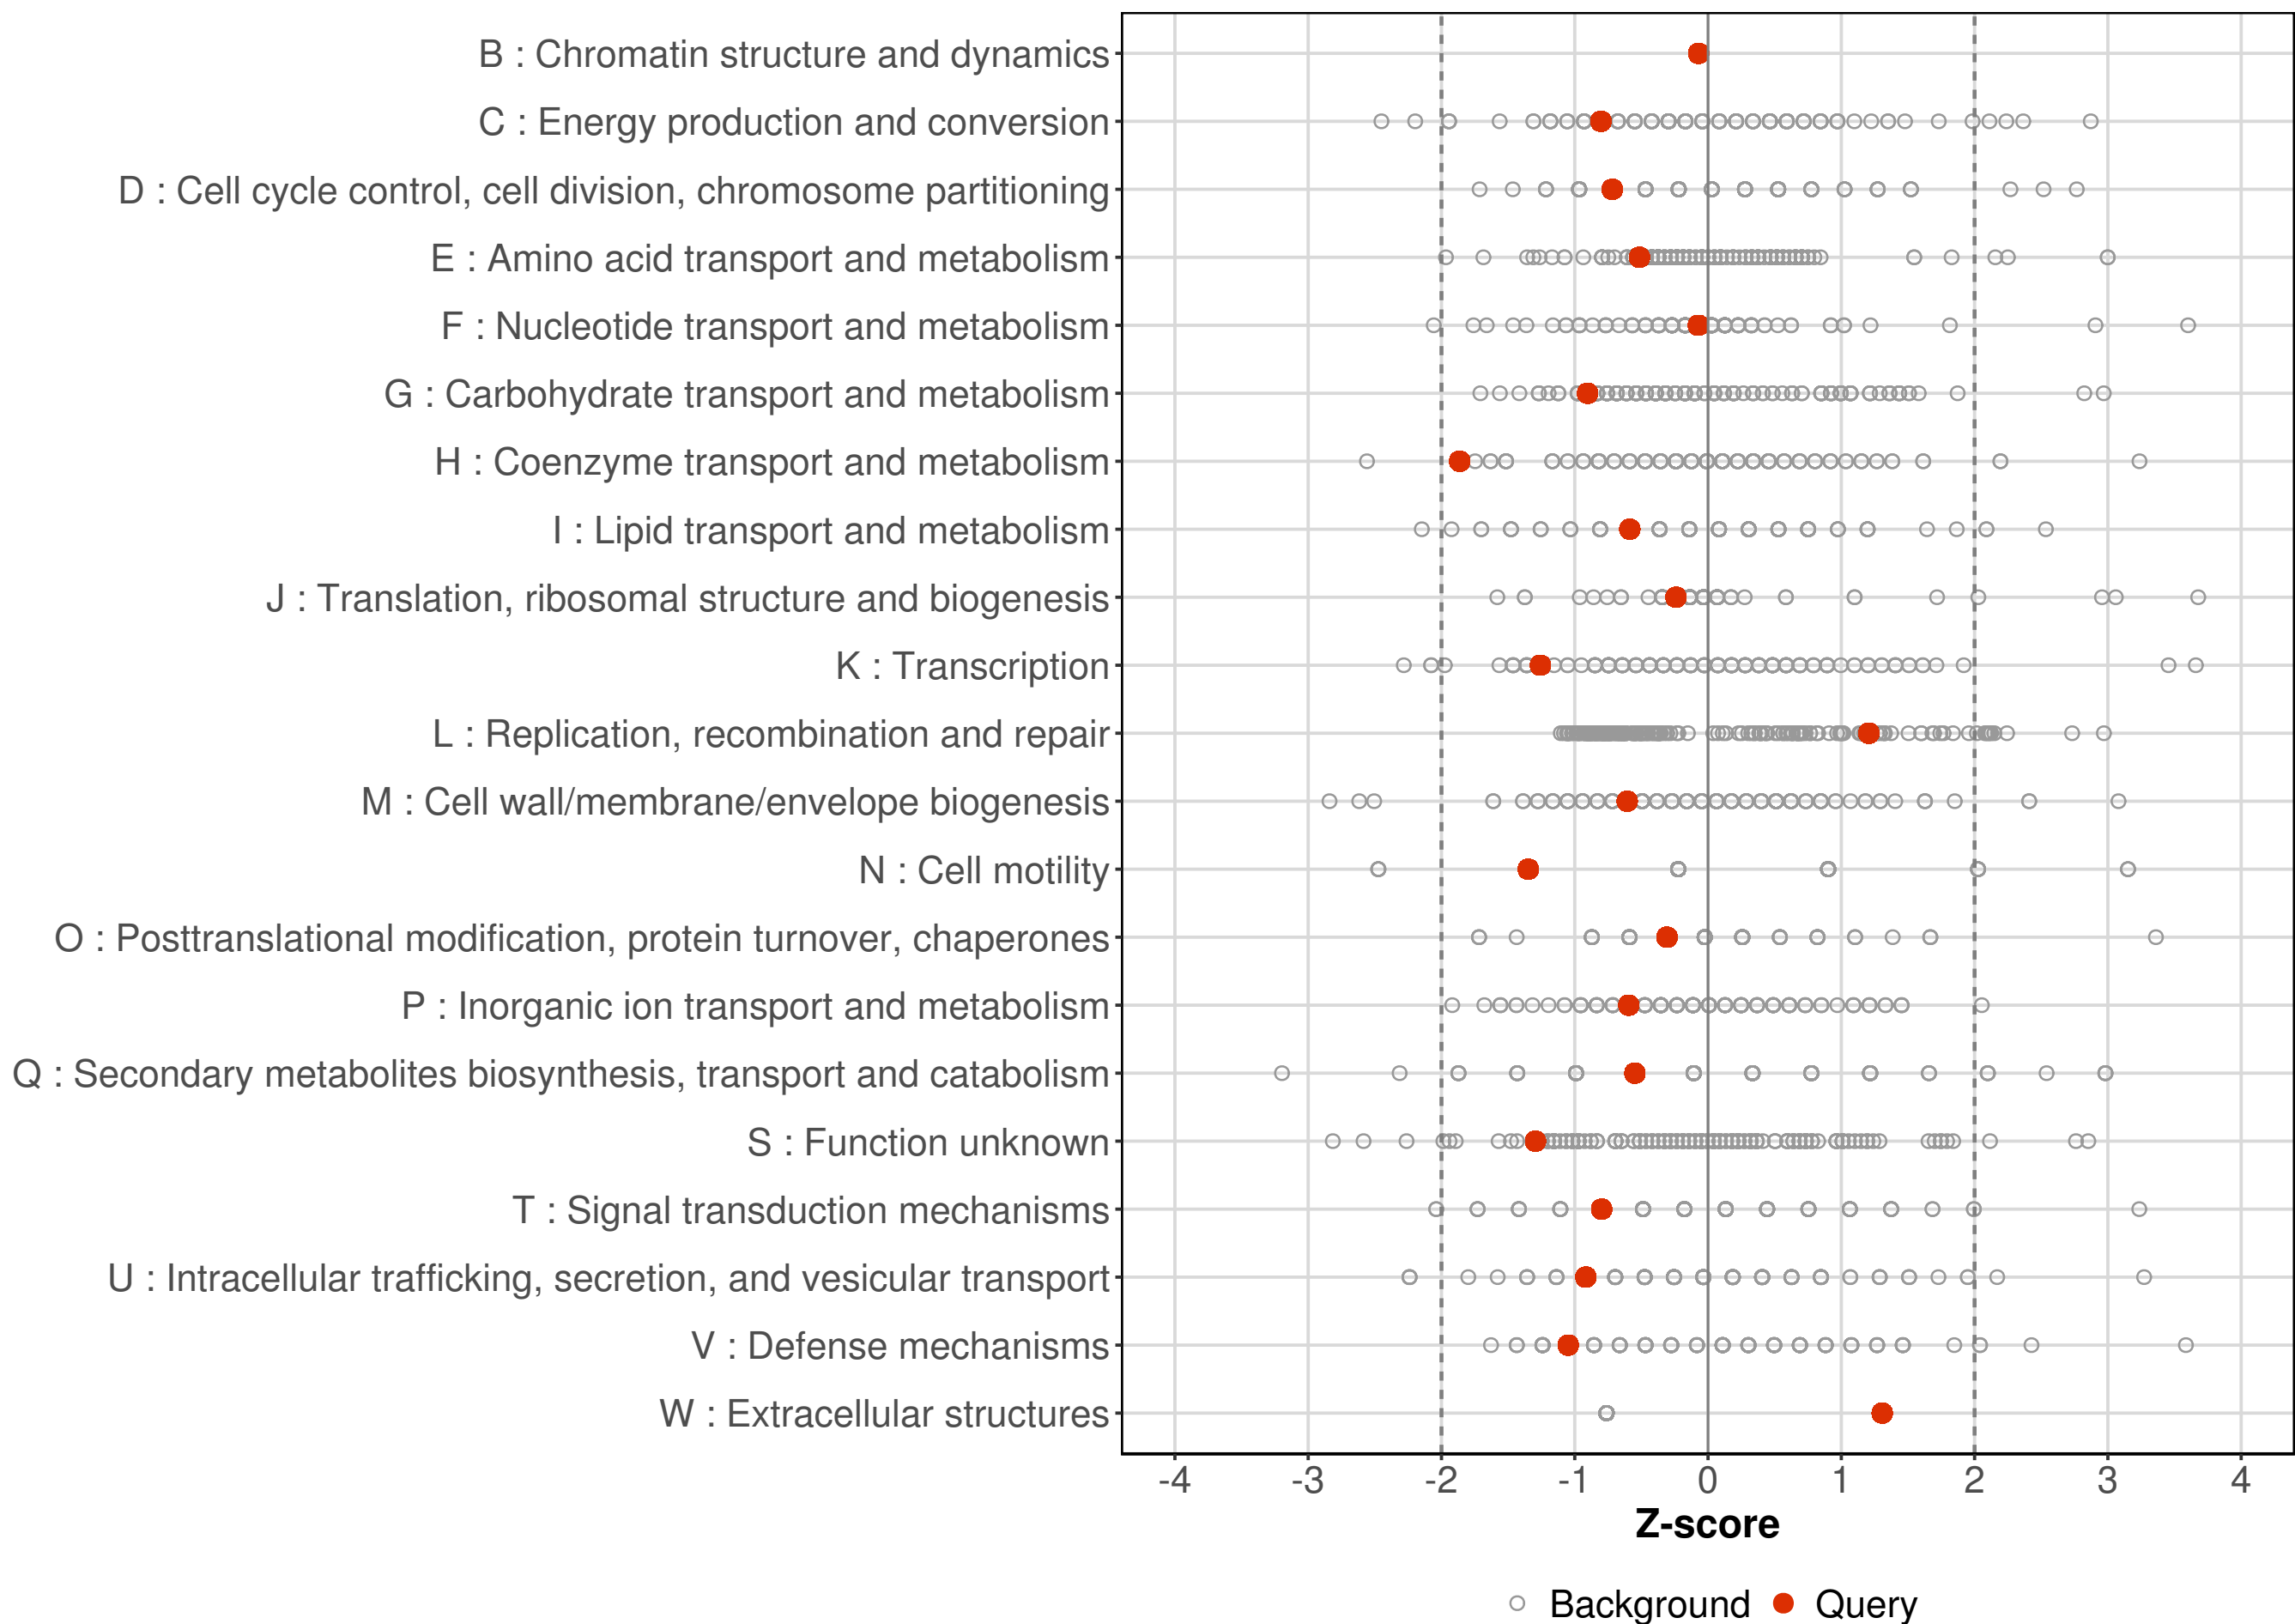 B : Chromatin structure and dynamics
C : Energy production and conversion
D : Cell cycle control, cell division, chromosome partitioning
E : Amino acid transport and metabolism
F : Nucleotide transport and metabolism
G : Carbohydrate transport and metabolism
H : Coenzyme transport and metabolism
I : Lipid transport and metabolism
J : Translation, ribosomal structure and biogenesis
K : Transcription
L : Replication, recombination and repair
M : Cell wall/membrane/envelope biogenesis
N : Cell motility
O : Posttranslational modification, protein turnover, chaperones
P : Inorganic ion transport and metabolism
Q : Secondary metabolites biosynthesis, transport and catabolism
S : Function unknown
T : Signal transduction mechanisms
U : Intracellular trafficking, secretion, and vesicular transport
V : Defense mechanisms
W : Extracellular structures
-4 -3 -2 -1 0 1 2 3 4
Z-score
Background Query